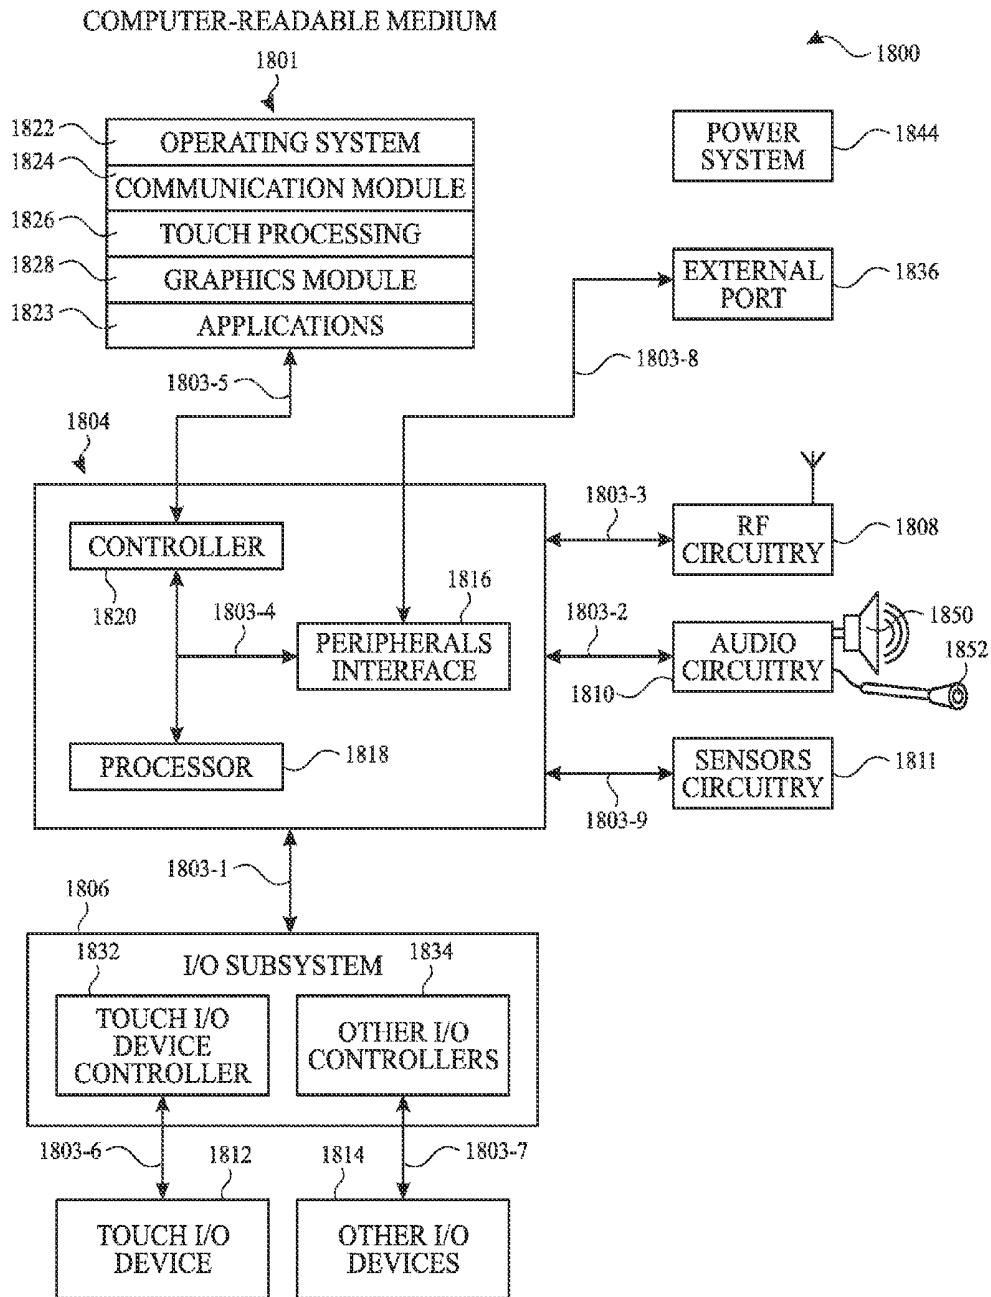 COMPUTER-READABLE MEDIUM
1800
1801
1822
OPERATING SYSTEM
1824
COMMUNICATION MODULE
1826
TOUCH PROCESSING
1828
GRAPHICS MODULE
1823
APPLICATIONS
POWER
SYSTEM
1844
EXTERNAL
PORT
1836
1803-5
1803-8
1804
CONTROLLER
1820
1803-4
1816
PERIPHERALS
INTERFACE
PROCESSOR
1818
1803-3
RF
CIRCUITRY
1808
1803-2
AUDIO
CIRCUITRY
1810
1850
1852
SENSORS
CIRCUITRY
1811
1803-9
1803-1
1806
I/O SUBSYSTEM
1832
TOUCH I/O
DEVICE
CONTROLLER
1834
OTHER I/O
CONTROLLERS
1803-6
1812
TOUCH I/O
DEVICE
1814
1803-7
OTHER I/O
DEVICES